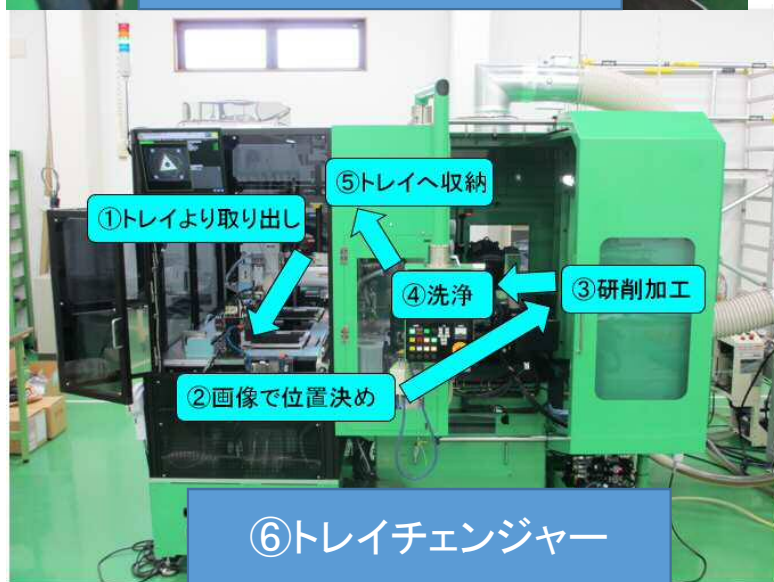 ⑤トレイへ収納
①トレイより取り出し
④洗浄
③研削加工
②画像で位置決め
⑥トレイチェンジャー